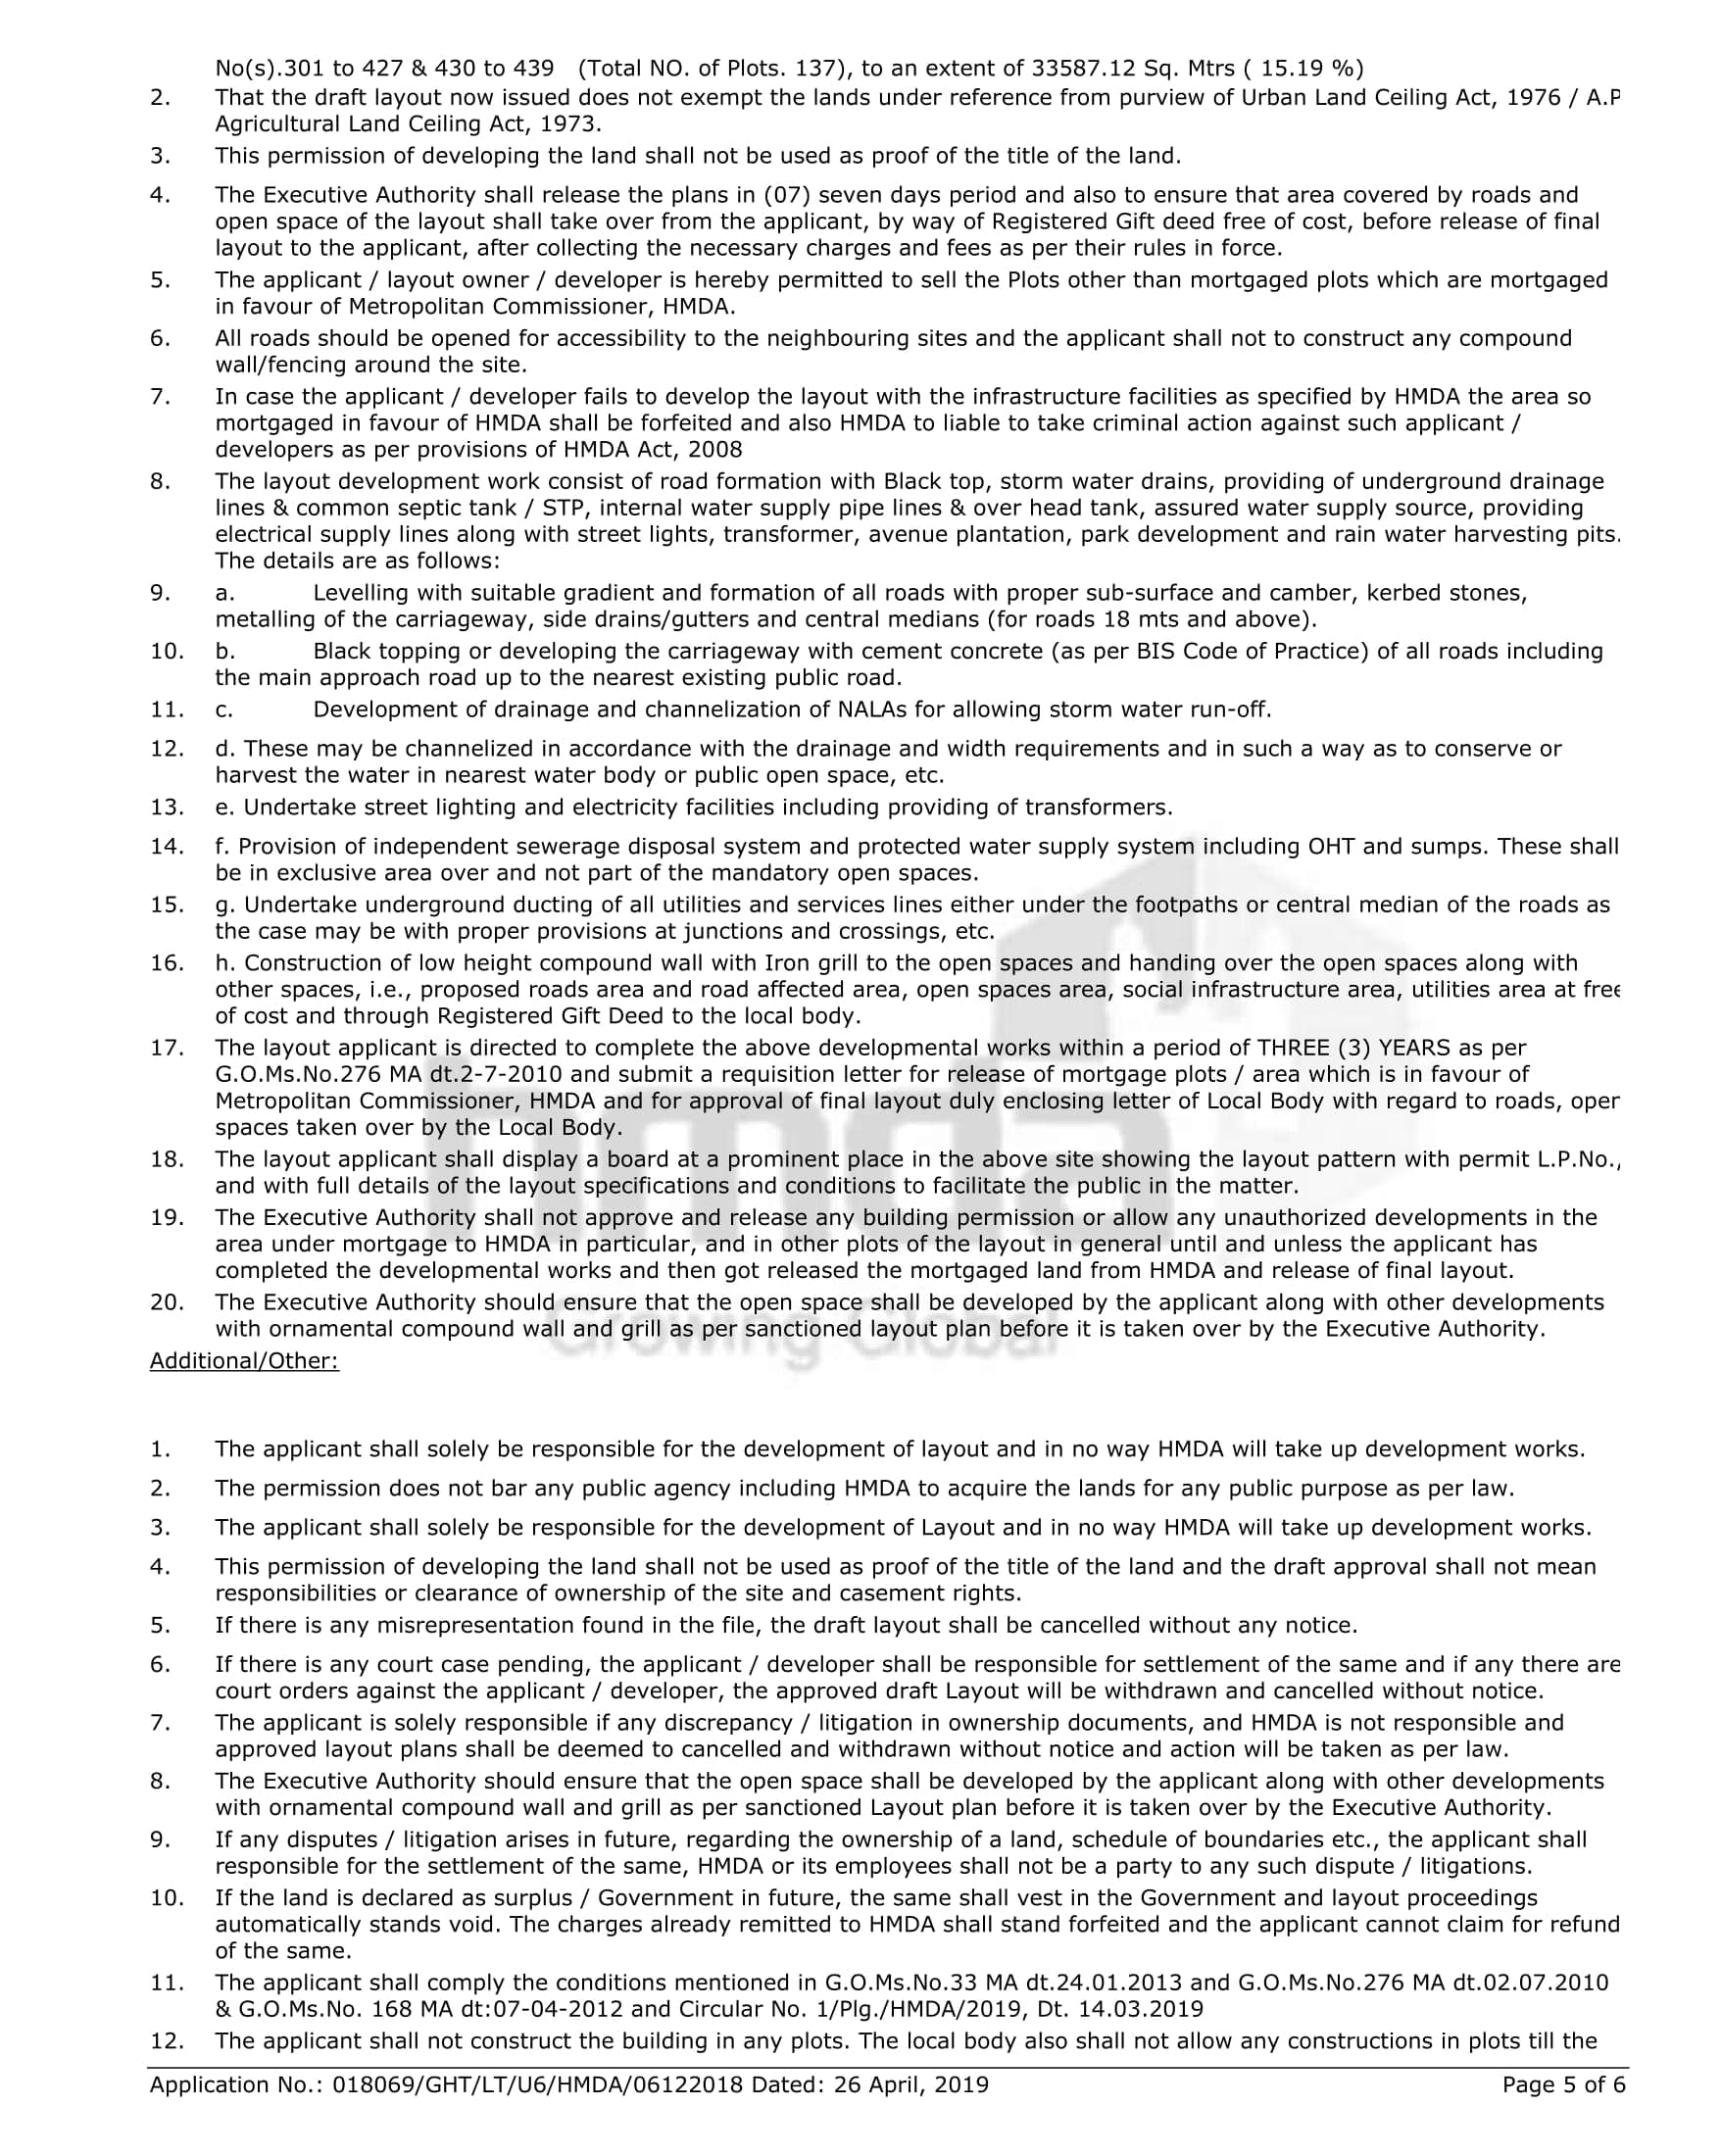 No(s).301 to 427 & 430 to 439 (Total NO. of Plots. 137), to an extent of 33587.12 Sq. Mtrs ( 15.19 %)
2. That the draft layout now issued does not exempt the lands under reference from purview of Urban Land Ceiling Act, 1976 / A.P
Agricultural Land Ceiling Act, 1973.
3. This permission of developing the land shall not be used as proof of the title of the land.
4. The Executive Authority shall release the plans in (07) seven days period and also to ensure that area covered by roads and
open space of the layout shall take over from the applicant, by way of Registered Gift deed free of cost, before release of final
layout to the applicant, after collecting the necessary charges and fees as per their rules in force.
5. The applicant / layout owner / developer is hereby permitted to sell the Plots other than mortgaged plots which are mortgaged
in favour of Metropolitan Commissioner, HMDA.
6. All roads should be opened for accessibility to the neighbouring sites and the applicant shall not to construct any compound
wall/fencing around the site.
7. In case the applicant / developer fails to develop the layout with the infrastructure facilities as specified by HMDA the area so
mortgaged in favour of HMDA shall be forfeited and also HMDA to liable to take criminal action against such applicant /
developers as per provisions of HMDA Act, 2008
8. The layout development work consist of road formation with Black top, storm water drains, providing of underground drainage
lines & common septic tank / STP, internal water supply pipe lines & over head tank, assured water supply source, providing
electrical supply lines along with street lights, transformer, avenue plantation, park development and rain water harvesting pits.
The details are as follows:
9. a. Levelling with suitable gradient and formation of all roads with proper sub-surface and camber, kerbed stones,
metalling of the carriageway, side drains/gutters and central medians (for roads 18 mts and above).
10. b. Black topping or developing the carriageway with cement concrete (as per BIS Code of Practice) of all roads including
the main approach road up to the nearest existing public road.
11. c. Development of drainage and channelization of NALAs for allowing storm water run-off.
12. d. These may be channelized in accordance with the drainage and width requirements and in such a way as to conserve or
harvest the water in nearest water body or public open space, etc.
13. e. Undertake street lighting and electricity facilities including providing of transformers.
14. f. Provision of independent sewerage disposal system and protected water supply system including OHT and sumps. These shall
be in exclusive area over and not part of the mandatory open spaces.
15. g. Undertake underground ducting of all utilities and services lines either under the footpaths or central median of the roads as
the case may be with proper provisions at junctions and crossings, etc.
16. h. Construction of low height compound wall with Iron grill to the open spaces and handing over the open spaces along with
other spaces, i.e., proposed roads area and road affected area, open spaces area, social infrastructure area, utilities area at free
of cost and through Registered Gift Deed to the local body.
17. The layout applicant is directed to complete the above developmental works within a period of THREE (3) YEARS as per
G.O.Ms.No.276 MA dt.2-7-2010 and submit a requisition letter for release of mortgage plots / area which is in favour of
Metropolitan Commissioner, HMDA and for approval of final layout duly enclosing letter of Local Body with regard to roads, open
spaces taken over by the Local Body.
18. The layout applicant shall display a board at a prominent place in the above site showing the layout pattern with permit L.P.No.,
and with full details of the layout specifications and conditions to facilitate the public in the matter.
19. The Executive Authority shall not approve and release any building permission or allow any unauthorized developments in the
area under mortgage to HMDA in particular, and in other plots of the layout in general until and unless the applicant has
completed the developmental works and then got released the mortgaged land from HMDA and release of final layout.
20. The Executive Authority should ensure that the open space shall be developed by the applicant along with other developments
with ornamental compound wall and grill as per sanctioned layout plan before it is taken over by the Executive Authority.
hmda
Growing Global
Additional/Other:
1. The applicant shall solely be responsible for the development of layout and in no way HMDA will take up development works.
2. The permission does not bar any public agency including HMDA to acquire the lands for any public purpose as per law.
3. The applicant shall solely be responsible for the development of Layout and in no way HMDA will take up development works.
4. This permission of developing the land shall not be used as proof of the title of the land and the draft approval shall not mean
responsibilities or clearance of ownership of the site and casement rights.
5. If there is any misrepresentation found in the file, the draft layout shall be cancelled without any notice.
6. If there is any court case pending, the applicant / developer shall be responsible for settlement of the same and if any there are
court orders against the applicant / developer, the approved draft Layout will be withdrawn and cancelled without notice.
7. The applicant is solely responsible if any discrepancy / litigation in ownership documents, and HMDA is not responsible and
approved layout plans shall be deemed to cancelled and withdrawn without notice and action will be taken as per law.
8. The Executive Authority should ensure that the open space shall be developed by the applicant along with other developments
with ornamental compound wall and grill as per sanctioned Layout plan before it is taken over by the Executive Authority.
9. If any disputes / litigation arises in future, regarding the ownership of a land, schedule of boundaries etc., the applicant shall
responsible for the settlement of the same, HMDA or its employees shall not be a party to any such dispute / litigations.
10. If the land is declared as surplus / Government in future, the same shall vest in the Government and layout proceedings
automatically stands void. The charges already remitted to HMDA shall stand forfeited and the applicant cannot claim for refund
of the same.
11. The applicant shall comply the conditions mentioned in G.O.Ms.No.33 MA dt.24.01.2013 and G.O.Ms.No.276 MA dt.02.07.2010
& G.O.Ms.No. 168 MA dt:07-04-2012 and Circular No. 1/Plg./HMDA/2019, Dt. 14.03.2019
12. The applicant shall not construct the building in any plots. The local body also shall not allow any constructions in plots till the
Application No.: 018069/GHT/LT/U6/HMDA/06122018 Dated: 26 April, 2019 Page 5 of 6